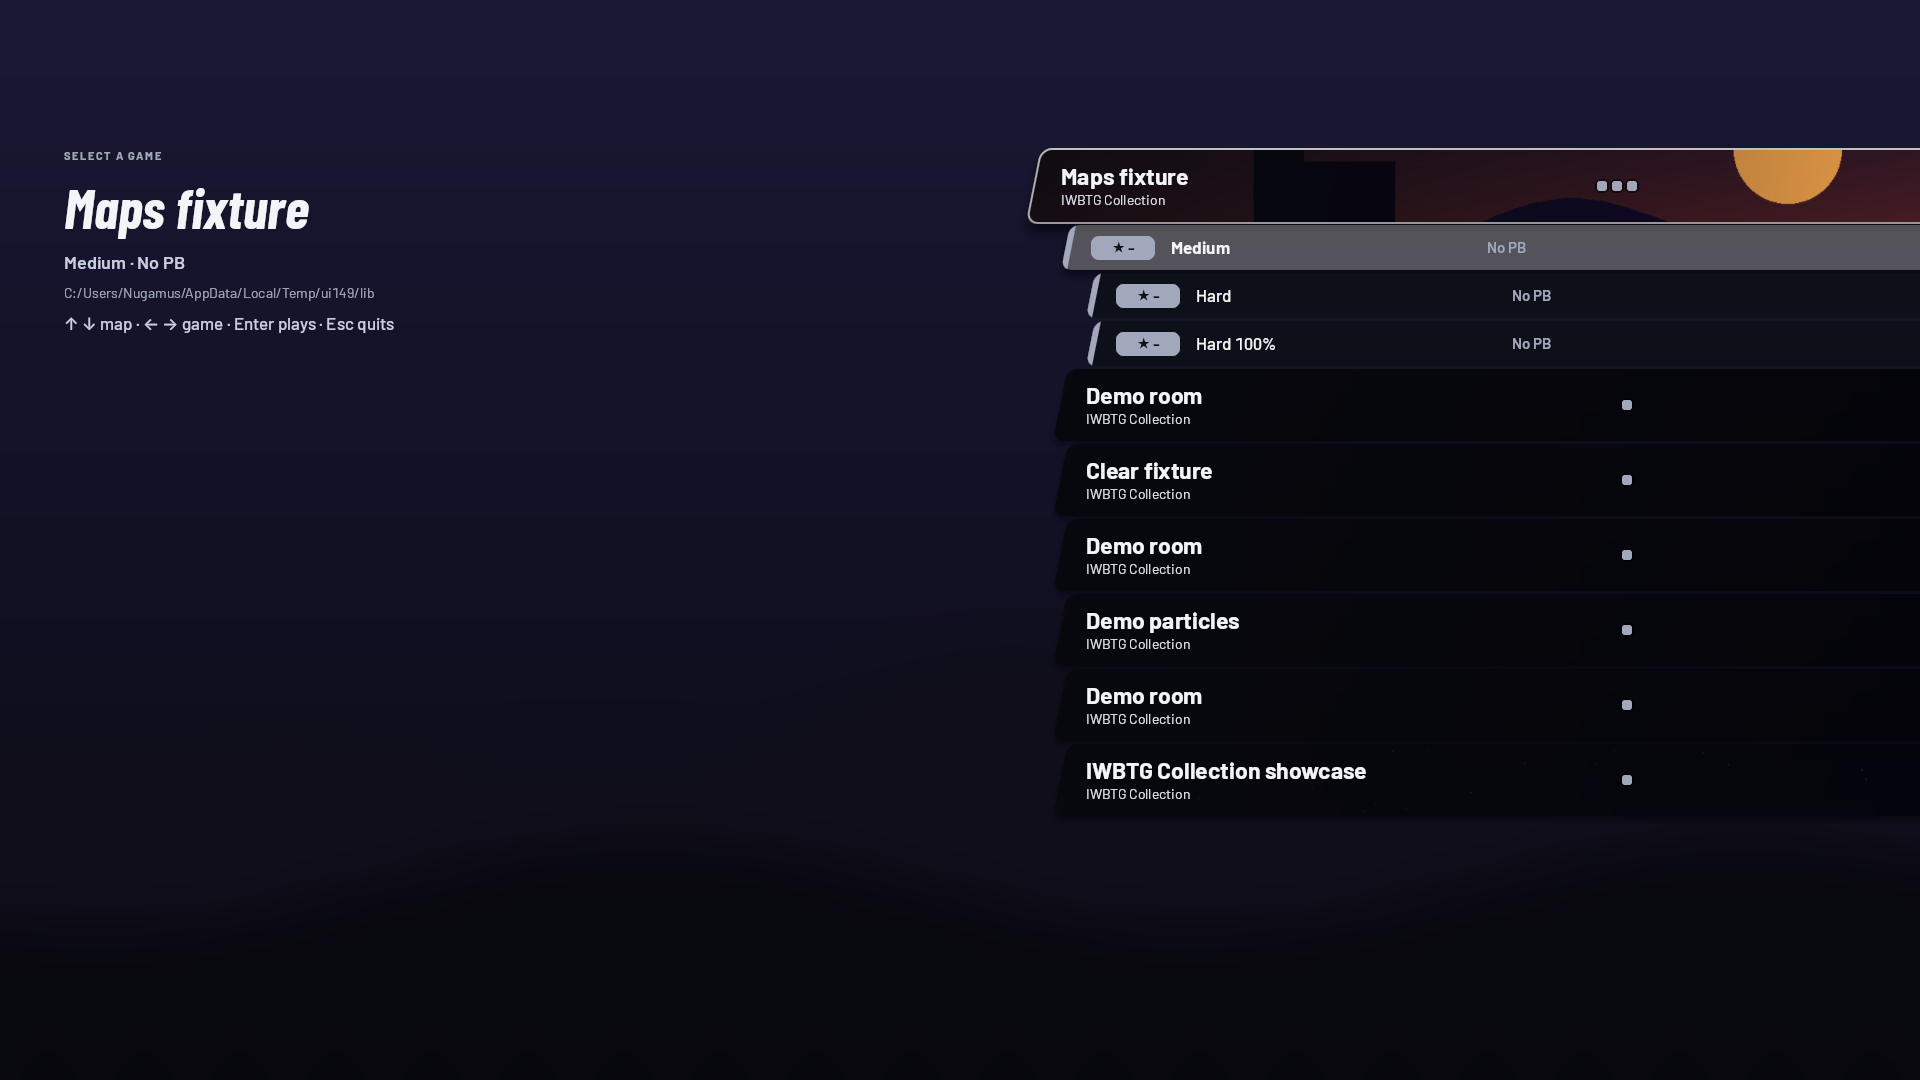 SELECT A GAME
Maps fixture
Medium · No PB
C:/Users/Nugamus/AppData/Local/Temp/ui149/lib
↑ ↓ map · ← → game · Enter plays · Esc quits
Maps fixture
IWBTG Collection
★ - Medium No PB
★ - Hard No PB
★ - Hard 100% No PB
Demo room
IWBTG Collection
Clear fixture
IWBTG Collection
Demo room
IWBTG Collection
Demo particles
IWBTG Collection
Demo room
IWBTG Collection
IWBTG Collection showcase
IWBTG Collection